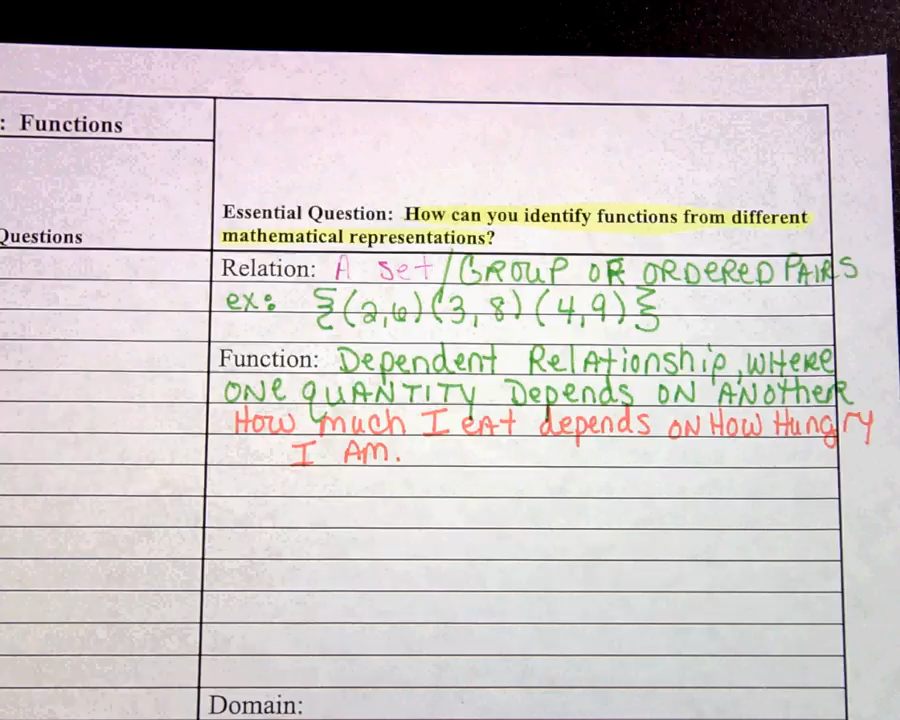 : Functions
Essential Question: How can you identify functions from different
Questions
mathematical representations?
Relation: A set/GROUP OF ORDERED PAIRS
ex: {(2,6)(3,8)(4,9)}
Function: Dependent Relationship, WHERE
ONE QUANTITY Depends ON ANOTHER
How much I eAt depends ON How Hungry
I AM.
Domain: